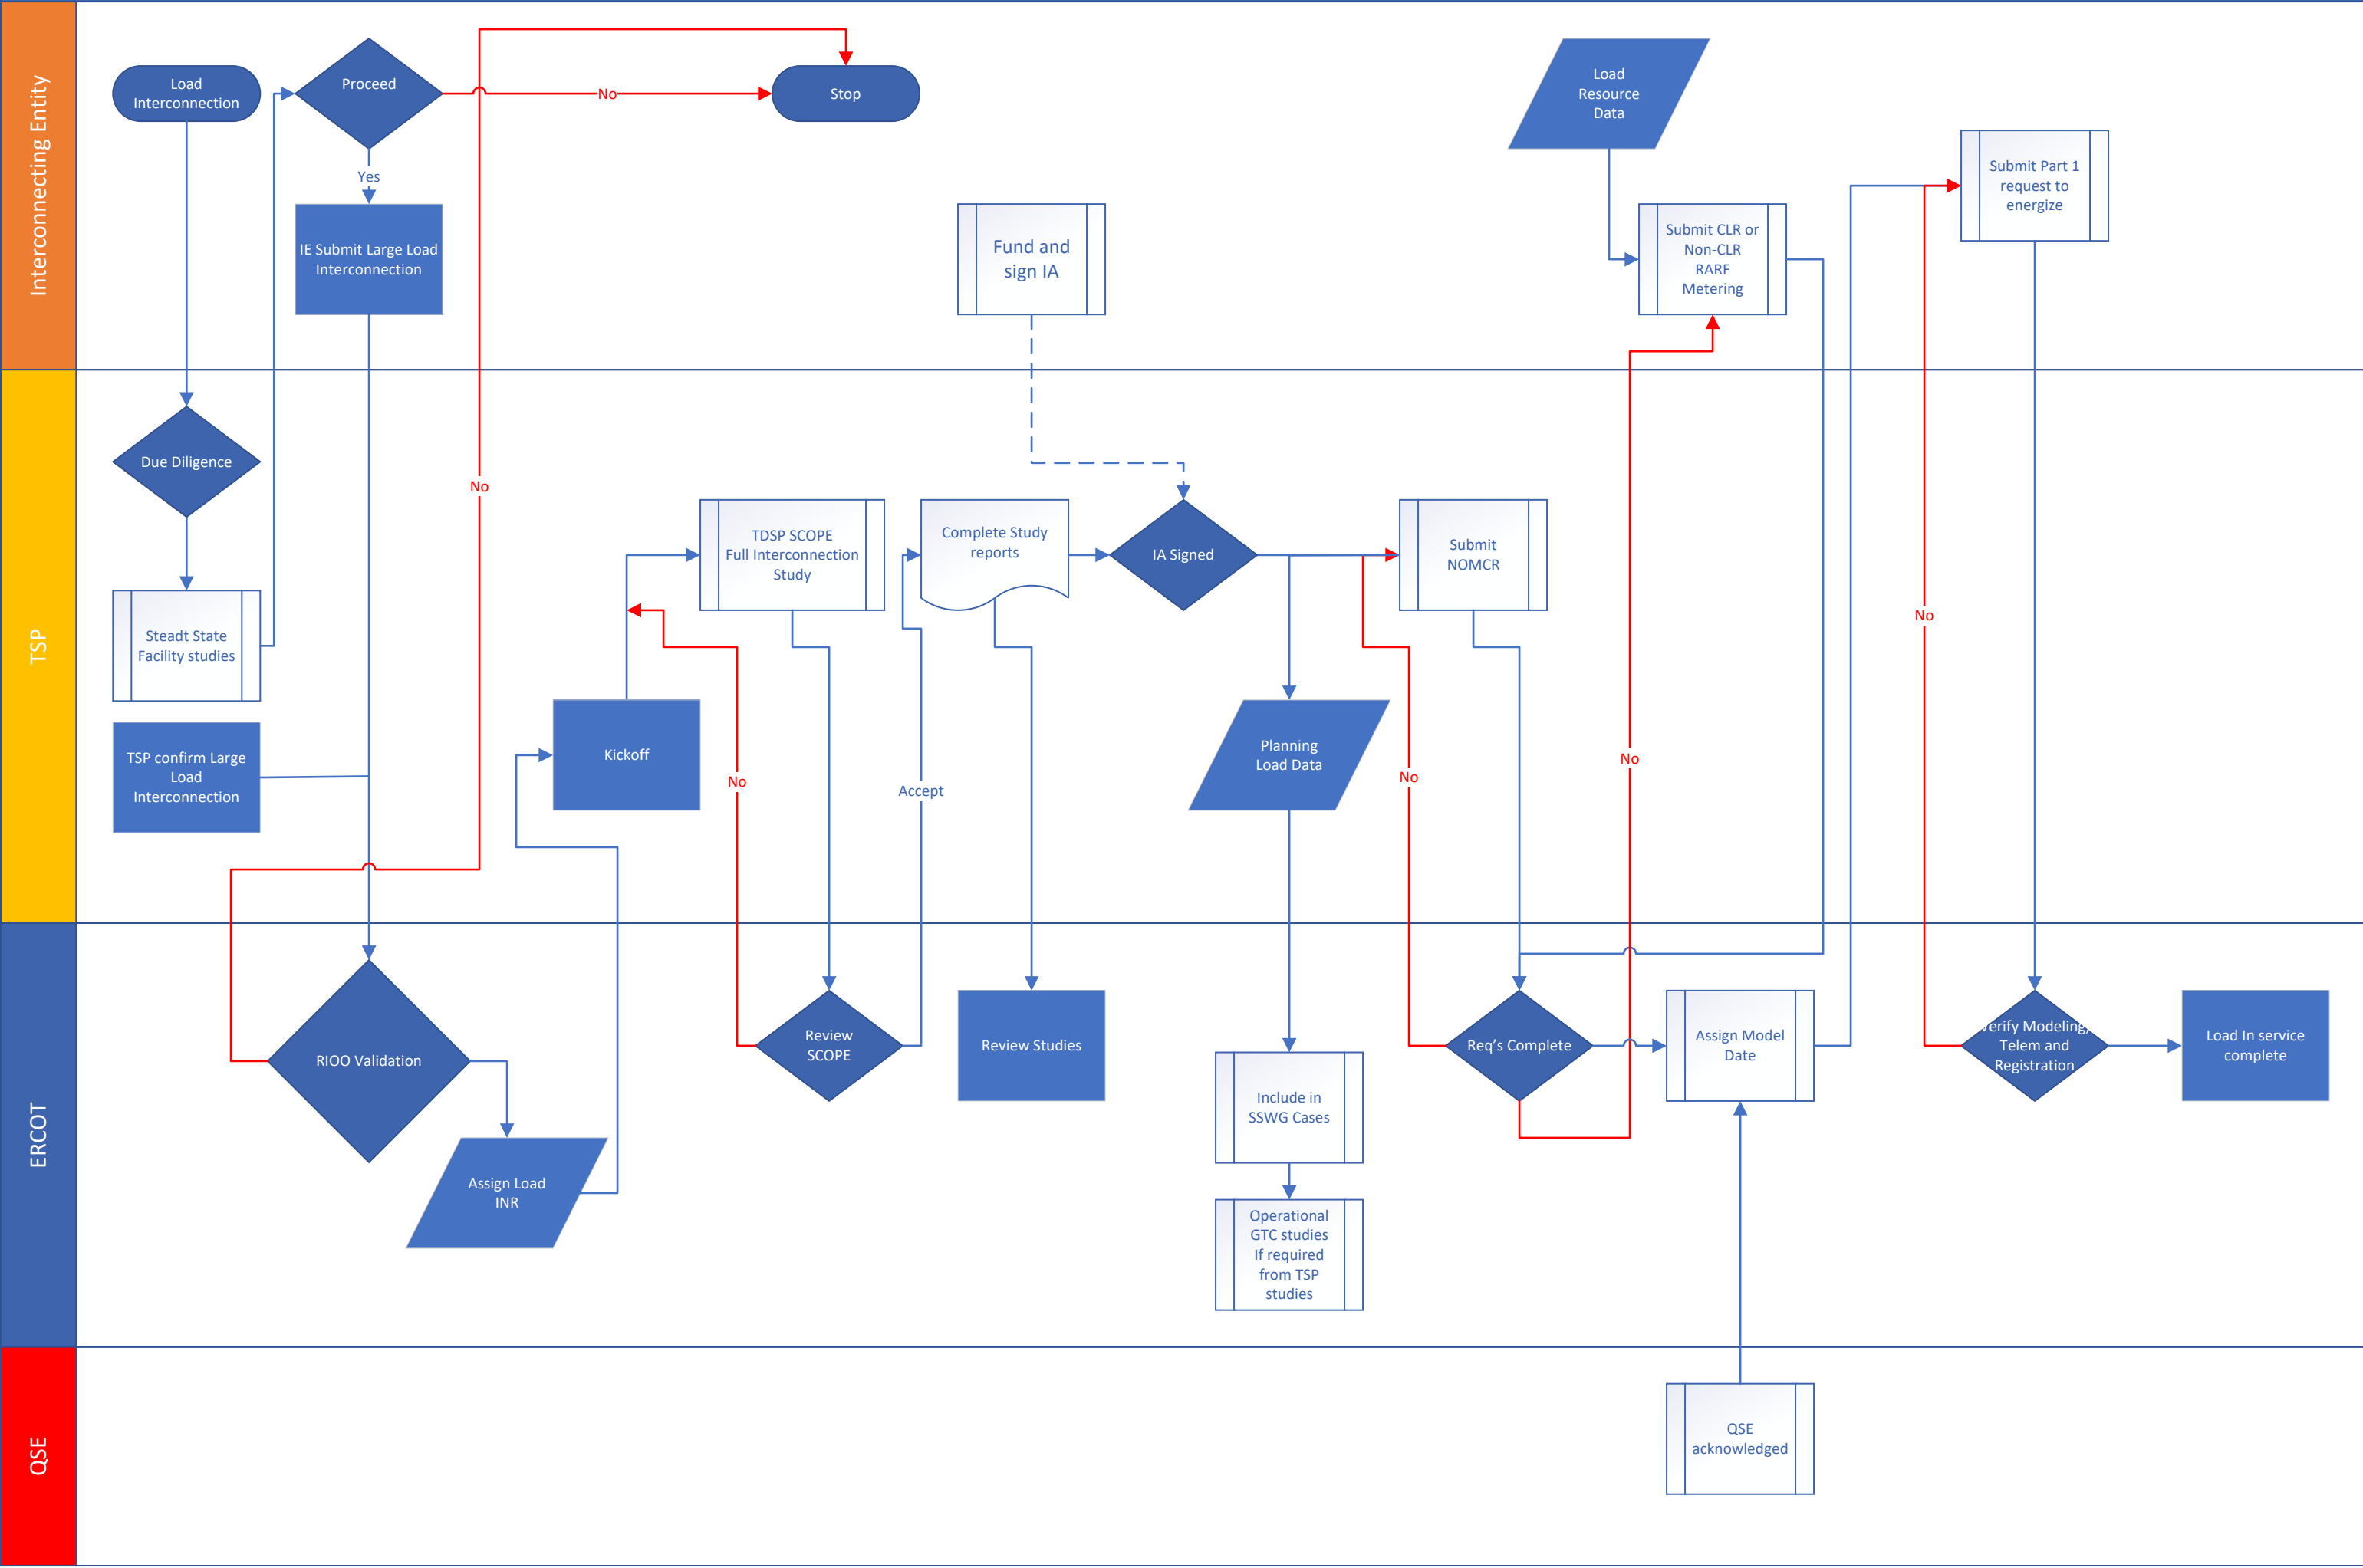 Interconnecting Entity
Load
Interconnection
Proceed
No
Stop
Yes
IE Submit Large Load
Interconnection
Fund and
sign IA
Load
Resource
Data
Submit CLR or
Non-CLR
RARF
Metering
Submit Part 1
request to
energize
TSP
Due Diligence
Steadt State
Facility studies
TSP confirm Large
Load
Interconnection
No
Kickoff
TDSP SCOPE
Full Interconnection
Study
No
Accept
Complete Study
reports
IA Signed
Planning
Load Data
Submit
NOMCR
No
No
No
ERCOT
RIOO Validation
Assign Load
INR
Review
SCOPE
Review Studies
Include in
SSWG Cases
Operational
GTC studies
If required
from TSP
studies
Req's Complete
Assign Model
Date
Verify Modeling,
Telem and
Registration
Load In service
complete
QSE
QSE
acknowledged